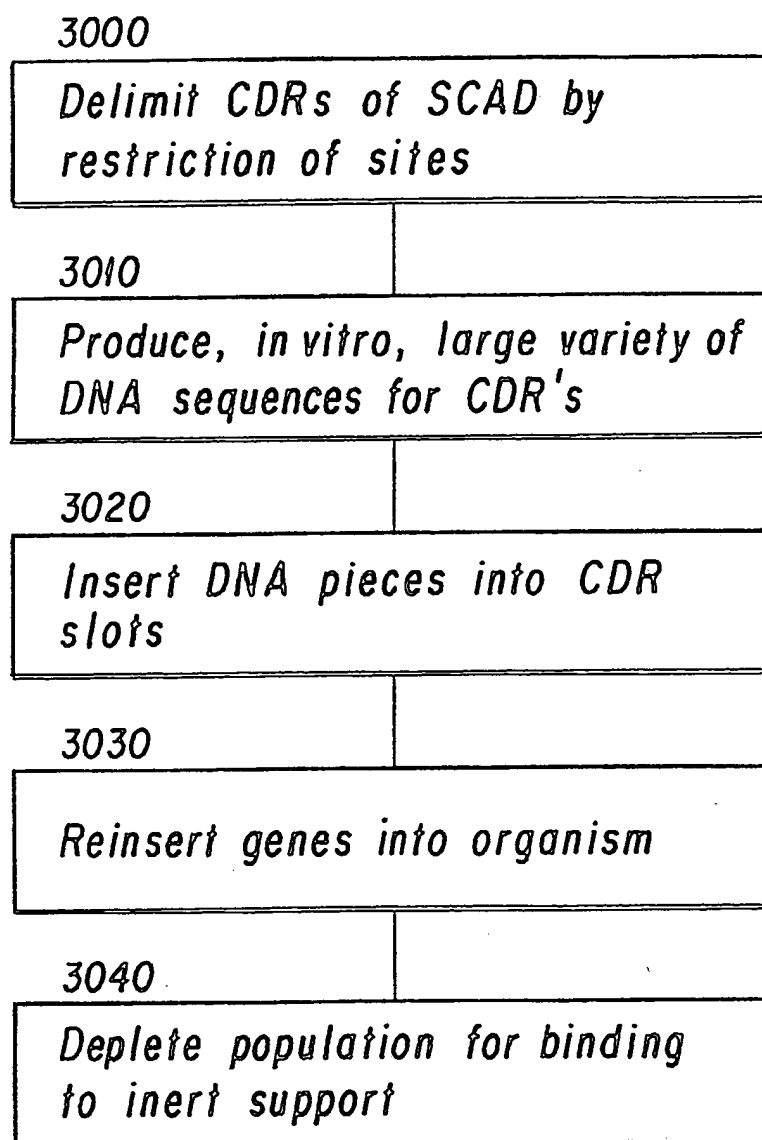 3000
Delimit CDRs of SCAD by
restriction of sites
3010
Produce, in vitro, large variety of
DNA sequences for CDR's
3020
Insert DNA pieces into CDR
slots
3030
Reinsert genes into organism
3040
Deplete population for binding
to inert support